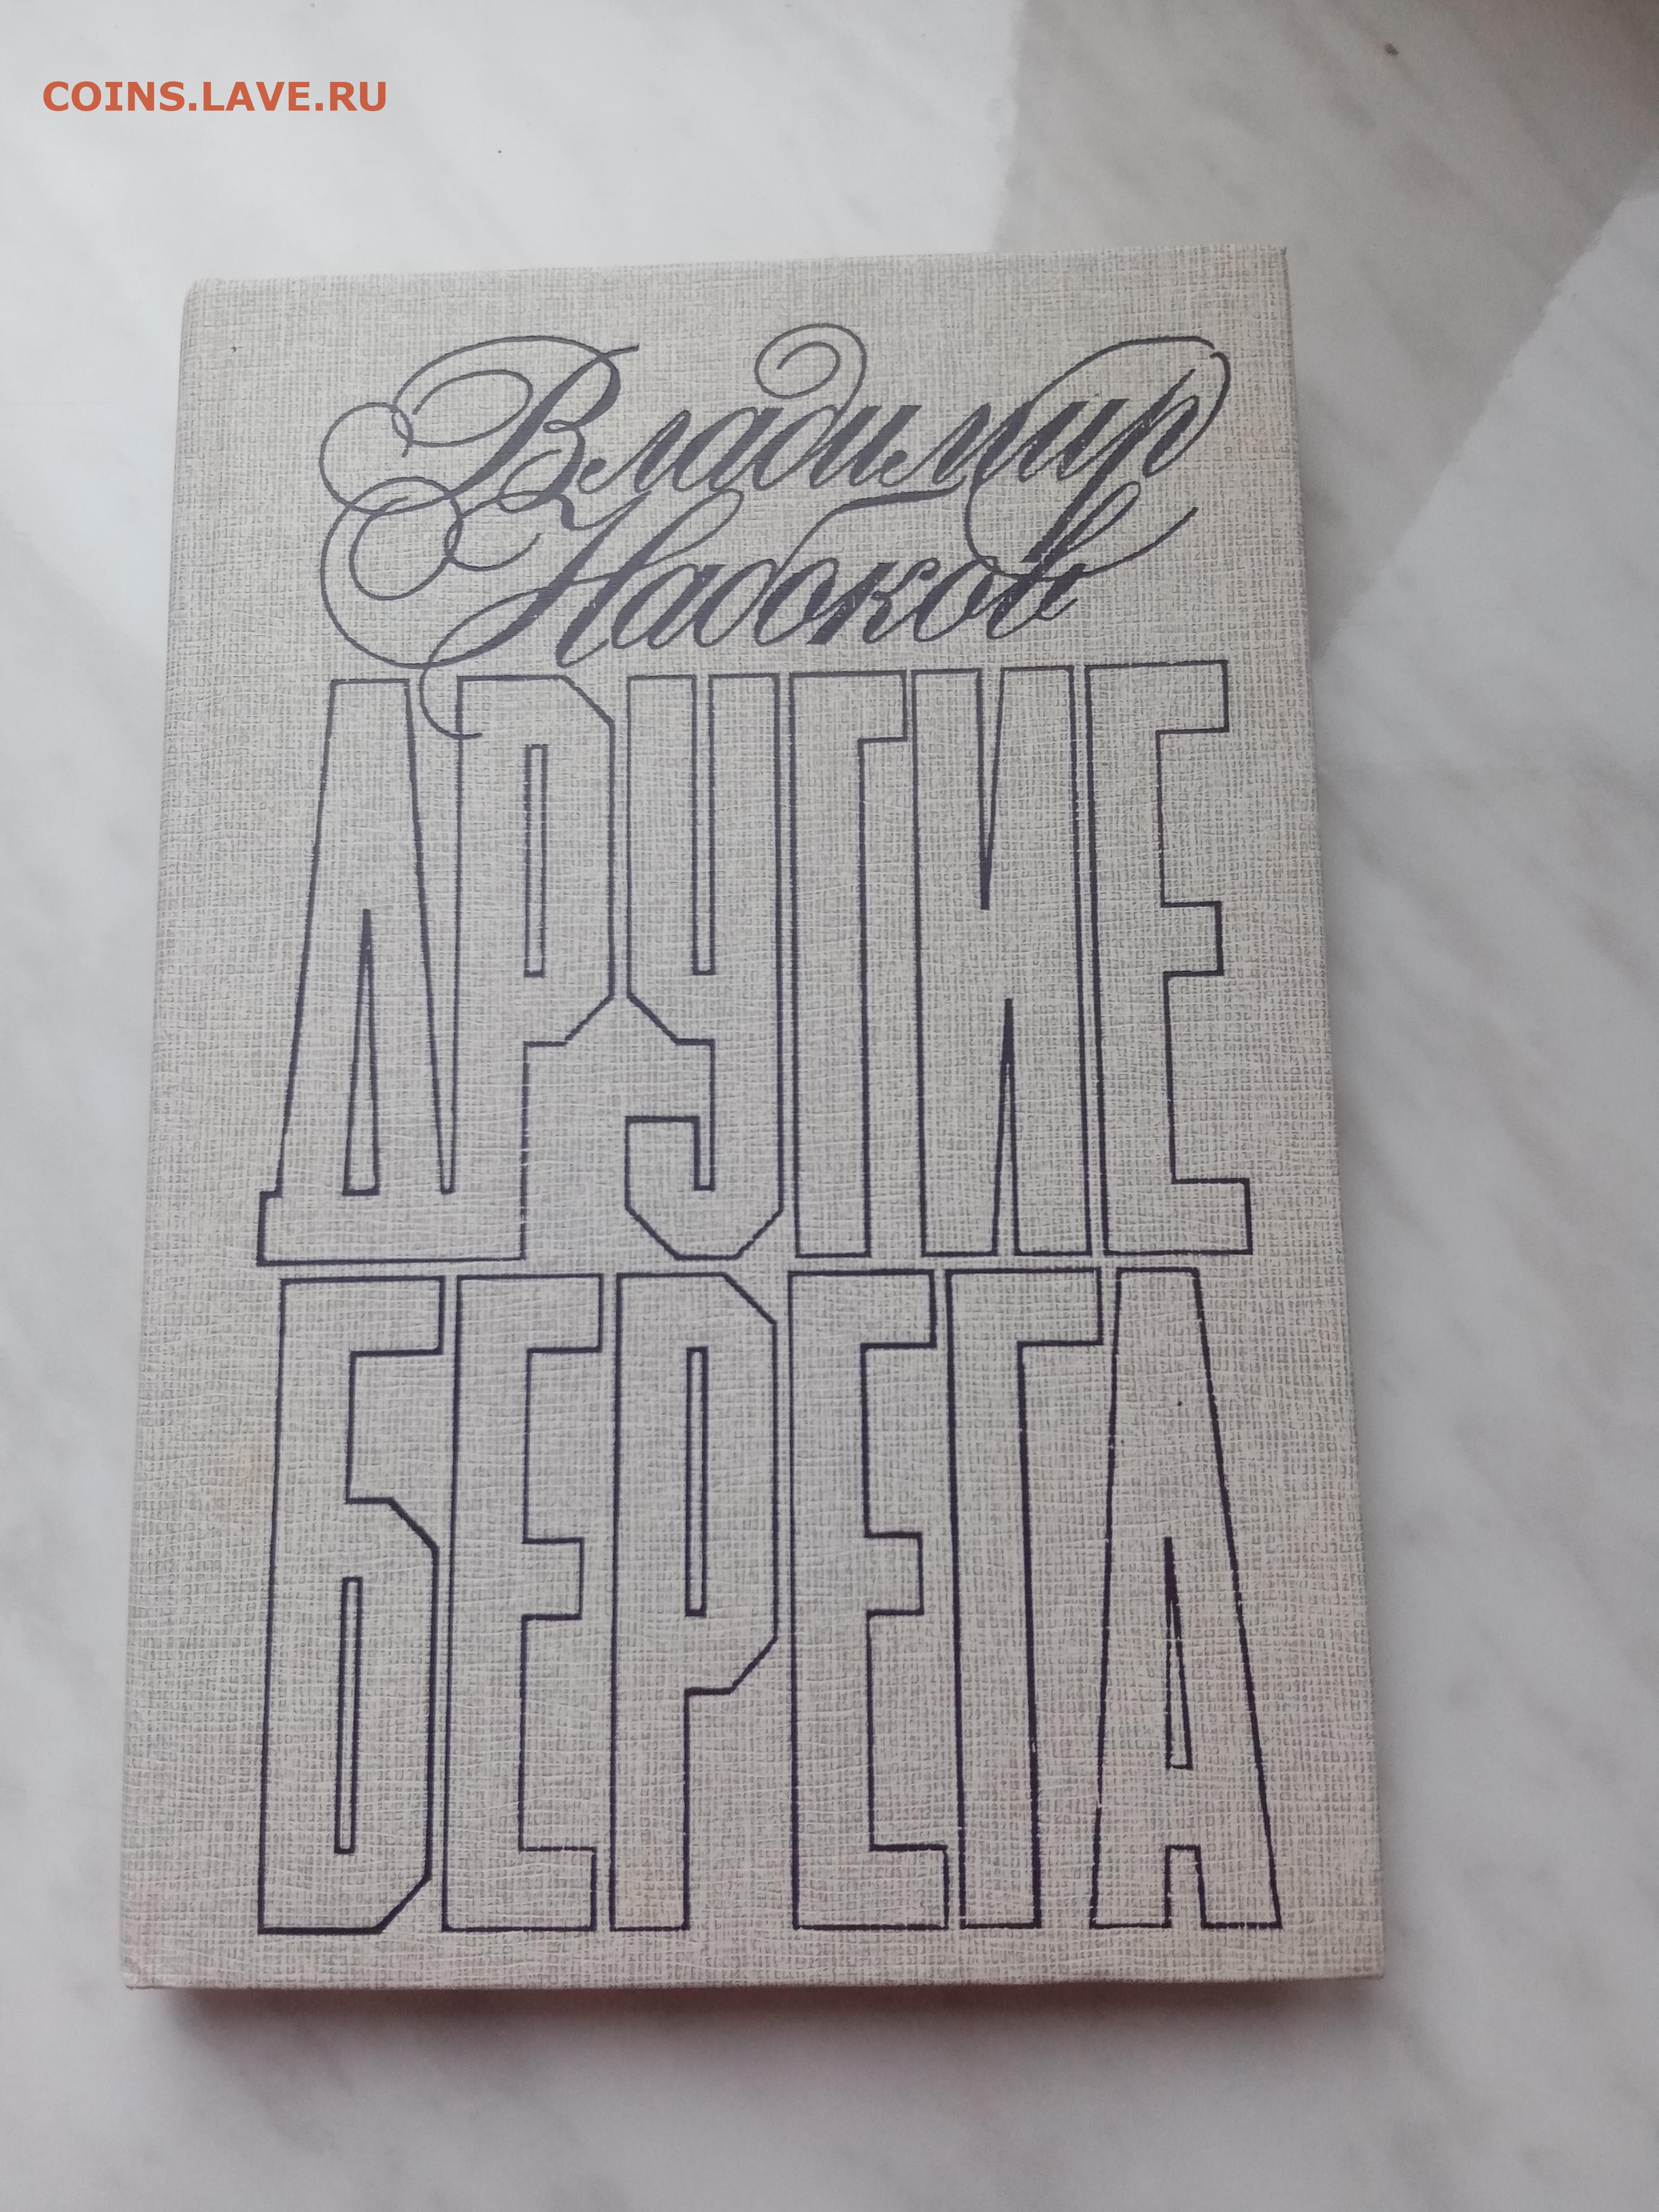 COINS.LAVE.RU
Владимир
Набоков
ДРУГИЕ
БЕРЕГА